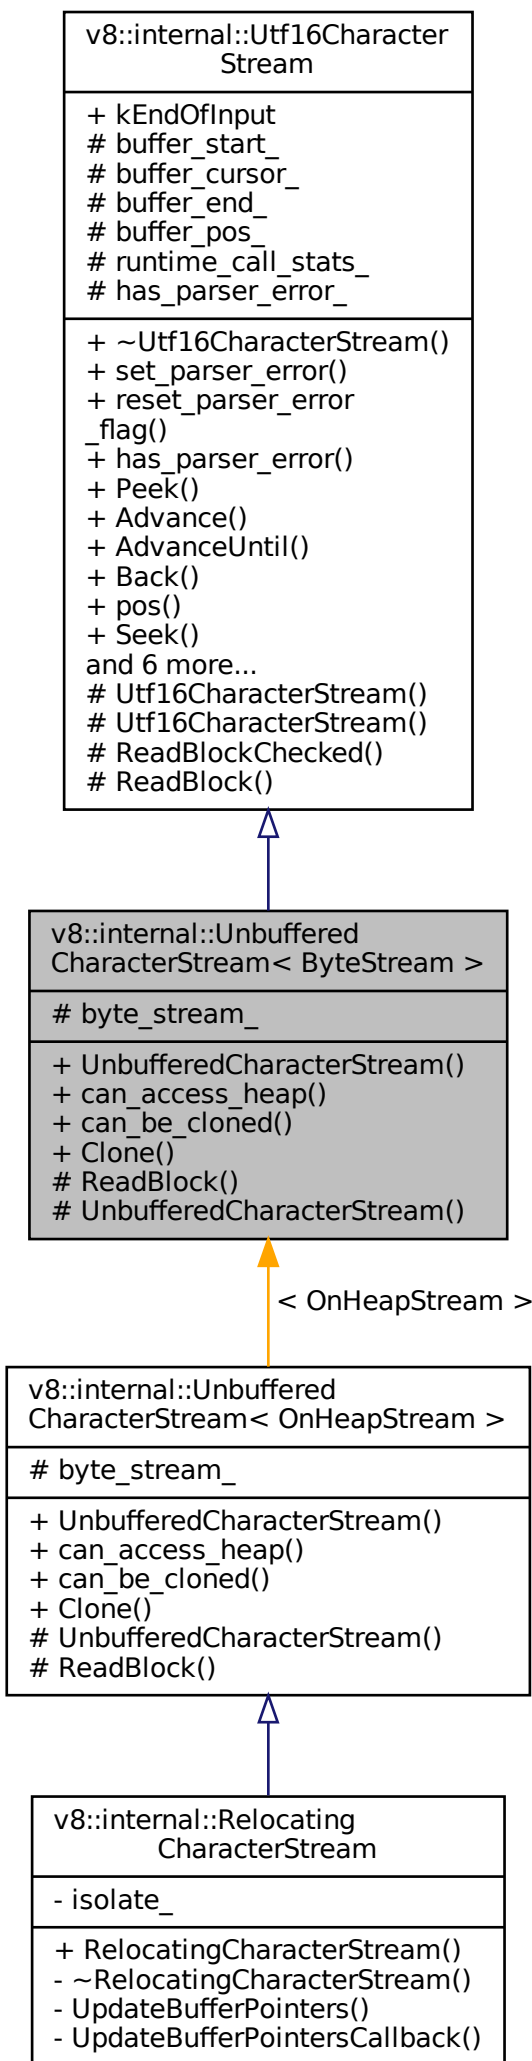 v8::internal::Utf16Character
Stream
+ kEndOfInput
# buffer_start_
# buffer_cursor_
# buffer_end_
# buffer_pos_
# runtime_call_stats_
# has_parser_error_
+ ~Utf16CharacterStream()
+ set_parser_error()
+ reset_parser_error
_flag()
+ has_parser_error()
+ Peek()
+ Advance()
+ AdvanceUntil()
+ Back()
+ pos()
+ Seek()
and 6 more...
# Utf16CharacterStream()
# Utf16CharacterStream()
# ReadBlockChecked()
# ReadBlock()
v8::internal::Unbuffered
CharacterStream< ByteStream >
# byte_stream_
+ UnbufferedCharacterStream()
+ can_access_heap()
+ can_be_cloned()
+ Clone()
# ReadBlock()
# UnbufferedCharacterStream()
< OnHeapStream >
v8::internal::Unbuffered
CharacterStream< OnHeapStream >
# byte_stream_
+ UnbufferedCharacterStream()
+ can_access_heap()
+ can_be_cloned()
+ Clone()
# UnbufferedCharacterStream()
# ReadBlock()
v8::internal::Relocating
CharacterStream
- isolate_
+ RelocatingCharacterStream()
- ~RelocatingCharacterStream()
- UpdateBufferPointers()
- UpdateBufferPointersCallback()